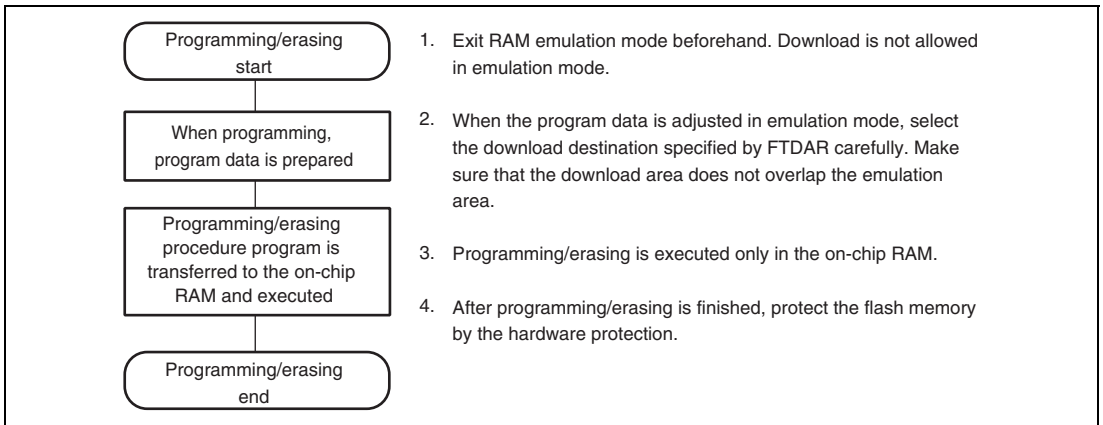 Programming/erasing
start
When programming,
program data is prepared
Programming/erasing
procedure program is
transferred to the on-chip
RAM and executed
Programming/erasing
end
1. Exit RAM emulation mode beforehand. Download is not allowed
in emulation mode.
2. When the program data is adjusted in emulation mode, select
the download destination specified by FTDAR carefully. Make
sure that the download area does not overlap the emulation
area.
3. Programming/erasing is executed only in the on-chip RAM.
4. After programming/erasing is finished, protect the flash memory
by the hardware protection.